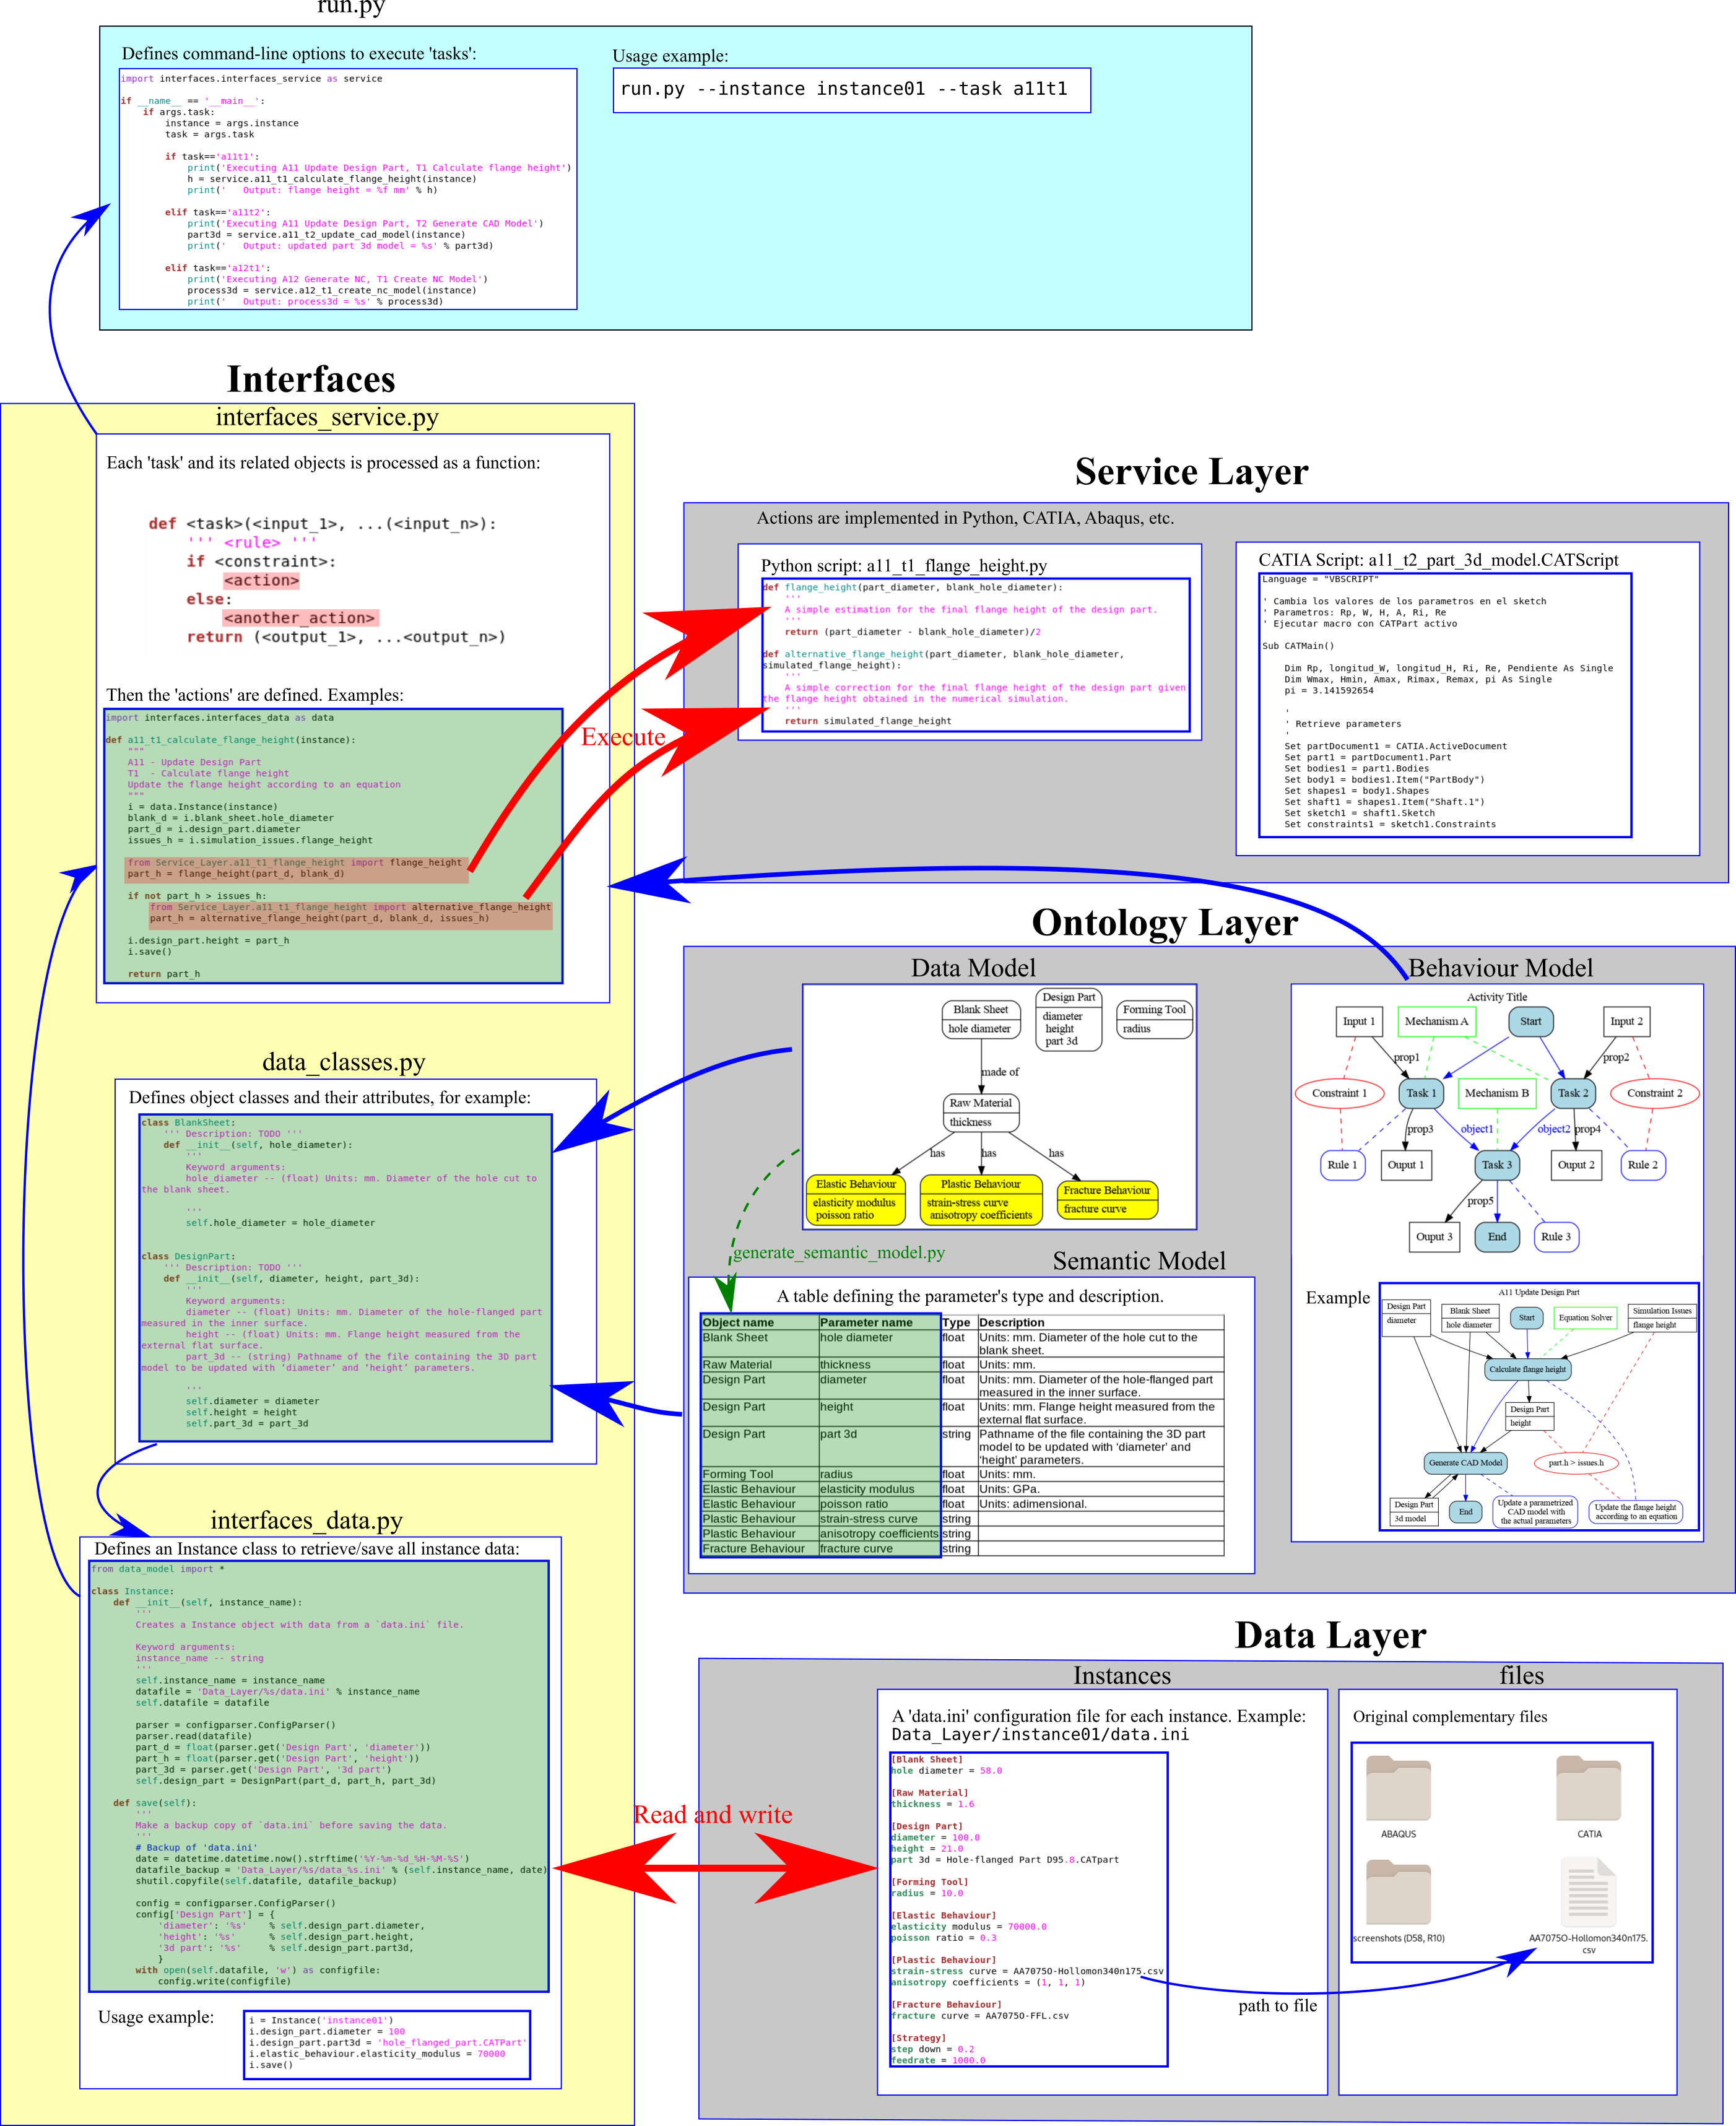 run.py
Defines command-line options to execute 'tasks':
import interfaces.interfaces_service as service
if __name__ == '__main__':
if args.task:
instance = args.instance
task = args.task
if task=='a11t1':
print('Executing A11 Update Design Part, T1 Calculate flange height')
h = service.a11_t1_calculate_flange_height(instance)
print('   Output: flange height = %f mm' % h)
elif task=='a11t2':
print('Executing A11 Update Design Part, T2 Generate CAD Model')
part3d = service.a11_t2_update_cad_model(instance)
print('   Output: updated part 3d model = %s' % part3d)
elif task=='a12t1':
print('Executing A12 Generate NC, T1 Create NC Model')
process3d = service.a12_t1_create_nc_model(instance)
print('   Output: process3d = %s' % process3d)
Usage example:
run.py --instance instance01 --task a11t1
Interfaces
interfaces_service.py
Each 'task' and its related objects is processed as a function:
def <task>(<input_1>, ...(<input_n>):
''' <rule> '''
if <constraint>:
<action>
else:
<another_action>
return (<output_1>, ...<output_n>)
Then the 'actions' are defined. Examples:
import interfaces.interfaces_data as data
def a11_t1_calculate_flange_height(instance):
"""
A11 - Update Design Part
T1  - Calculate flange height
Update the flange height according to an equation
"""
i = data.Instance(instance)
blank_d = i.blank_sheet.hole_diameter
part_d = i.design_part.diameter
issues_h = i.simulation_issues.flange_height
from Service_Layer.a11_t1_flange_height import flange_height
part_h = flange_height(part_d, blank_d)
if not part_h > issues_h:
from Service_Layer.a11_t1_flange_height import alternative_flange_height
part_h = alternative_flange_height(part_d, blank_d, issues_h)
i.design_part.height = part_h
i.save()
return part_h
Execute
Service Layer
Actions are implemented in Python, CATIA, Abaqus, etc.
Python script: a11_t1_flange_height.py
def flange_height(part_diameter, blank_hole_diameter):
'''
A simple estimation for the final flange height of the design part.
'''
return (part_diameter - blank_hole_diameter)/2
def alternative_flange_height(part_diameter, blank_hole_diameter,
simulated_flange_height):
'''
A simple correction for the final flange height of the design part given
the flange height obtained in the numerical simulation.
'''
return simulated_flange_height
CATIA Script: a11_t2_part_3d_model.CATScript
Language = "VBSCRIPT"
' Cambia los valores de los parametros en el sketch
' Parametros: Rp, W, H, A, Ri, Re
' Ejecutar macro con CATPart activo
Sub CATMain()
Dim Rp, longitud_W, longitud_H, Ri, Re, Pendiente As Single
Dim Wmax, Hmin, Amax, Rimax, Remax, pi As Single
pi = 3.141592654
'
' Retrieve parameters
'
Set partDocument1 = CATIA.ActiveDocument
Set part1 = partDocument1.Part
Set bodies1 = part1.Bodies
Set body1 = bodies1.Item("PartBody")
Set shapes1 = body1.Shapes
Set shaft1 = shapes1.Item("Shaft.1")
Set sketch1 = shaft1.Sketch
Set constraints1 = sketch1.Constraints
Ontology Layer
Data Model
Blank Sheet
hole diameter
Design Part
diameter
height
part 3d
Forming Tool
radius
made of
Raw Material
thickness
has
has
has
Elastic Behaviour
elasticity modulus
poisson ratio
Plastic Behaviour
strain-stress curve
anisotropy coefficients
Fracture Behaviour
fracture curve
generate_semantic_model.py
Semantic Model
A table defining the parameter's type and description.
Object name Parameter name Type Description
Blank Sheet hole diameter float Units: mm. Diameter of the hole cut to the
blank sheet.
Raw Material thickness float Units: mm.
Design Part diameter float Units: mm. Diameter of the hole-flanged part
measured in the inner surface.
Design Part height float Units: mm. Flange height measured from the
external flat surface.
Design Part part 3d string Pathname of the file containing the 3D part
model to be updated with ‘diameter’ and
‘height’ parameters.
Forming Tool radius float Units: mm.
Elastic Behaviour elasticity modulus float Units: GPa.
Elastic Behaviour poisson ratio float Units: adimensional.
Plastic Behaviour strain-stress curve string
Plastic Behaviour anisotropy coefficients string
Fracture Behaviour fracture curve string
Behaviour Model
Activity Title
Input 1
Mechanism A
Start
Input 2
prop1
prop2
Constraint 1
Task 1
Mechanism B
Task 2
Constraint 2
prop3
object1
object2
prop4
Rule 1
Ouput 1
Task 3
Ouput 2
Rule 2
prop5
Ouput 3
End
Rule 3
Example
A11 Update Design Part
Design Part
diameter
Blank Sheet
hole diameter
Start
Equation Solver
Simulation Issues
flange height
Calculate flange height
Design Part
height
Generate CAD Model
part.h > issues.h
Design Part
3d model
End
Update a parametrized
CAD model with
the actual parameters
Update the flange height
according to an equation
data_classes.py
Defines object classes and their attributes, for example:
class BlankSheet:
''' Description: TODO '''
def __init__(self, hole_diameter):
'''
Keyword arguments:
hole_diameter -- (float) Units: mm. Diameter of the hole cut to
the blank sheet.
'''
self.hole_diameter = hole_diameter
class DesignPart:
''' Description: TODO '''
def __init__(self, diameter, height, part_3d):
'''
Keyword arguments:
diameter -- (float) Units: mm. Diameter of the hole-flanged part
measured in the inner surface.
height -- (float) Units: mm. Flange height measured from the
external flat surface.
part_3d -- (string) Pathname of the file containing the 3D part
model to be updated with ‘diameter’ and ‘height’ parameters.
'''
self.diameter = diameter
self.height = height
self.part_3d = part_3d
interfaces_data.py
Defines an Instance class to retrieve/save all instance data:
from data_model import *
class Instance:
def __init__(self, instance_name):
'''
Creates a Instance object with data from a `data.ini` file.
Keyword arguments:
instance_name -- string
'''
self.instance_name = instance_name
datafile = 'Data_Layer/%s/data.ini' % instance_name
self.datafile = datafile
parser = configparser.ConfigParser()
parser.read(datafile)
part_d = float(parser.get('Design Part', 'diameter'))
part_h = float(parser.get('Design Part', 'height'))
part_3d = parser.get('Design Part', '3d part')
self.design_part = DesignPart(part_d, part_h, part_3d)
def save(self):
'''
Make a backup copy of `data.ini` before saving the data.
'''
# Backup of 'data.ini'
date = datetime.datetime.now().strftime('%Y-%m-%d_%H-%M-%S')
datafile_backup = 'Data_Layer/%s/data_%s.ini' % (self.instance_name, date)
shutil.copyfile(self.datafile, datafile_backup)
config = configparser.ConfigParser()
config['Design Part'] = {
'diameter': '%s'    % self.design_part.diameter,
'height': '%s'      % self.design_part.height,
'3d part': '%s'     % self.design_part.part3d,
}
with open(self.datafile, 'w') as configfile:
config.write(configfile)
Usage example:
i = Instance('instance01')
i.design_part.diameter = 100
i.design_part.part3d = 'hole_flanged_part.CATPart'
i.elastic_behaviour.elasticity_modulus = 70000
i.save()
Read and write
Data Layer
Instances
A 'data.ini' configuration file for each instance. Example:
Data_Layer/instance01/data.ini
[Blank Sheet]
hole diameter = 58.0
[Raw Material]
thickness = 1.6
[Design Part]
diameter = 100.0
height = 21.0
part 3d = Hole-flanged Part D95.8.CATpart
[Forming Tool]
radius = 10.0
[Elastic Behaviour]
elasticity modulus = 70000.0
poisson ratio = 0.3
[Plastic Behaviour]
strain-stress curve = AA7075O-Hollomon340n175.csv
anisotropy coefficients = (1, 1, 1)
[Fracture Behaviour]
fracture curve = AA7075O-FFL.csv
[Strategy]
step down = 0.2
feedrate = 1000.0
path to file
files
Original complementary files
ABAQUS
CATIA
screenshots (D58, R10)
AA7075O-Hollomon340n175.
csv